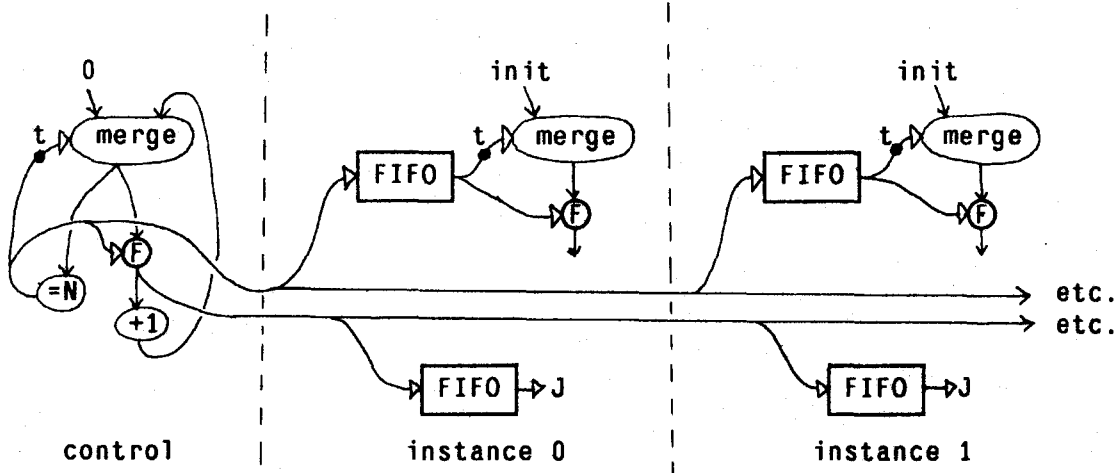 0
init
init
t
merge
t
merge
t
merge
FIFO
FIFO
F
F
F
=N
+1
etc.
etc.
FIFO
J
FIFO
J
control
instance 0
instance 1